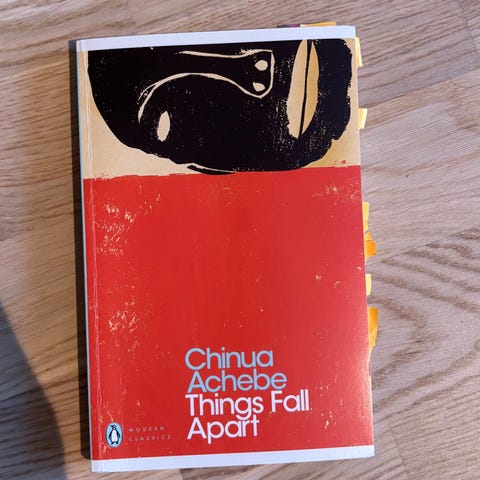 Chinua
Achebe
Things Fall
Apart
MODERN
CLASSICS